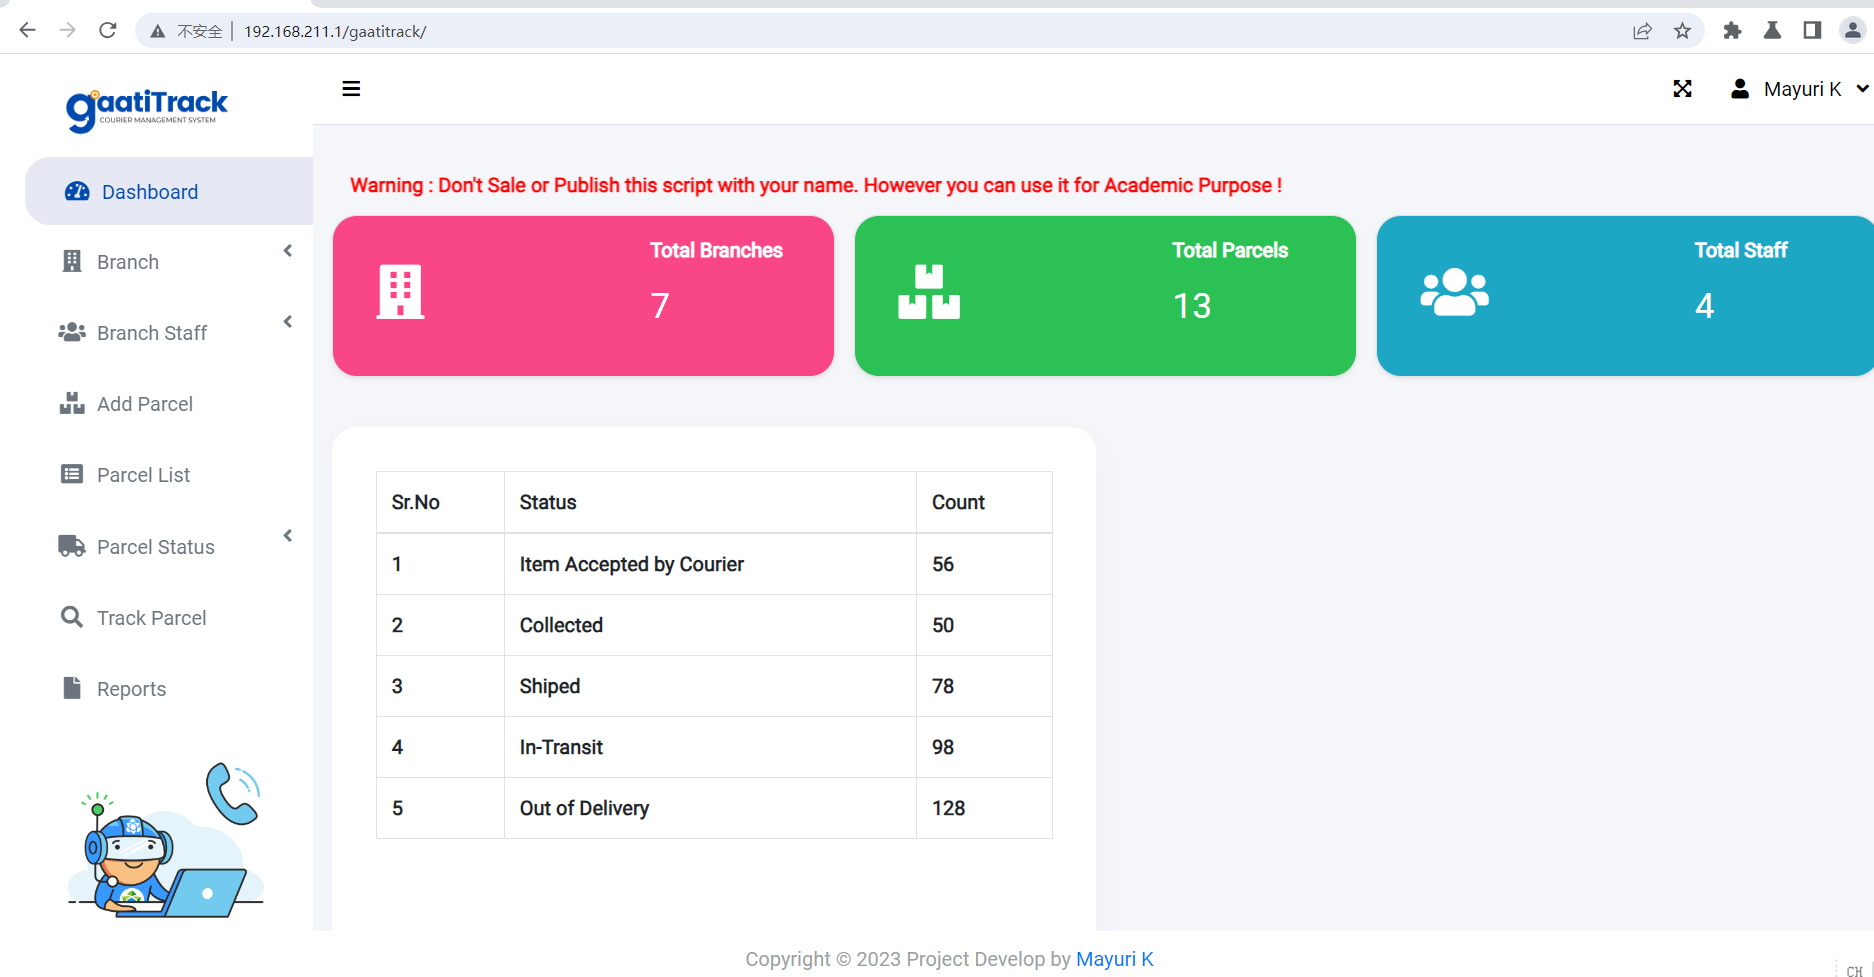 不安全 192.168.211.1/gaatitrack/
gaatiTrack
COURIER MANAGEMENT SYSTEM
Mayuri K
Dashboard
Branch
Branch Staff
Add Parcel
Parcel List
Parcel Status
Track Parcel
Reports
Warning : Don't Sale or Publish this script with your name. However you can use it for Academic Purpose !
Total Branches
7
Total Parcels
13
Total Staff
4
Sr.No Status Count
1 Item Accepted by Courier 56
2 Collected 50
3 Shiped 78
4 In-Transit 98
5 Out of Delivery 128
Copyright © 2023 Project Develop by Mayuri K
CH